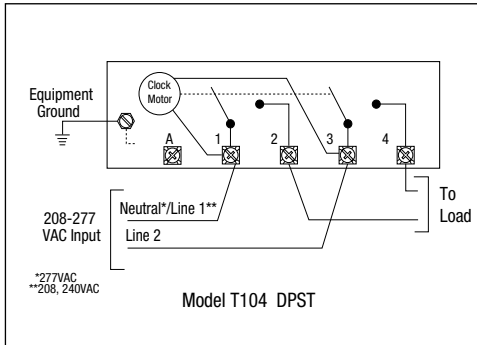 Equipment
Ground
Clock
Motor
A 1 2 3 4
208-277
VAC Input
Neutral*/Line 1**
Line 2
To
Load
*277VAC
**208, 240VAC
Model T104 DPST